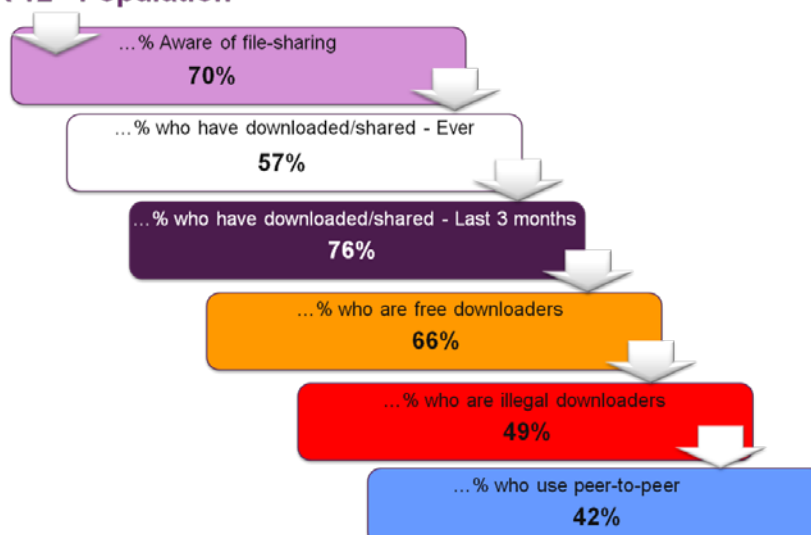 Population
…% Aware of file-sharing
70%
…% who have downloaded/shared - Ever
57%
…% who have downloaded/shared - Last 3 months
76%
…% who are free downloaders
66%
…% who are illegal downloaders
49%
…% who use peer-to-peer
42%